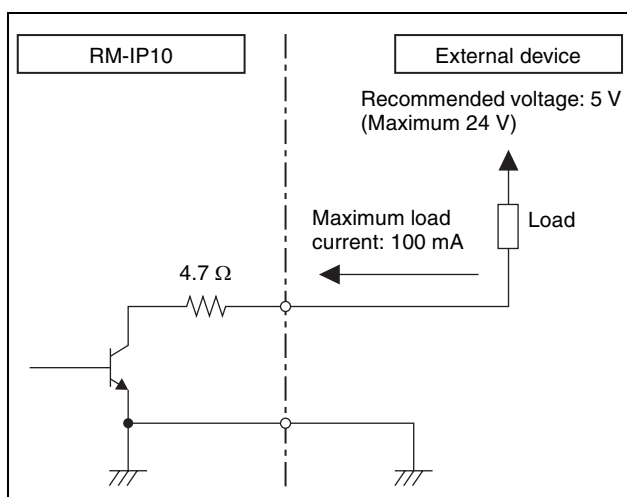 RM-IP10
External device
Recommended voltage: 5 V
(Maximum 24 V)
Maximum load
current: 100 mA
Load
4.7 Ω